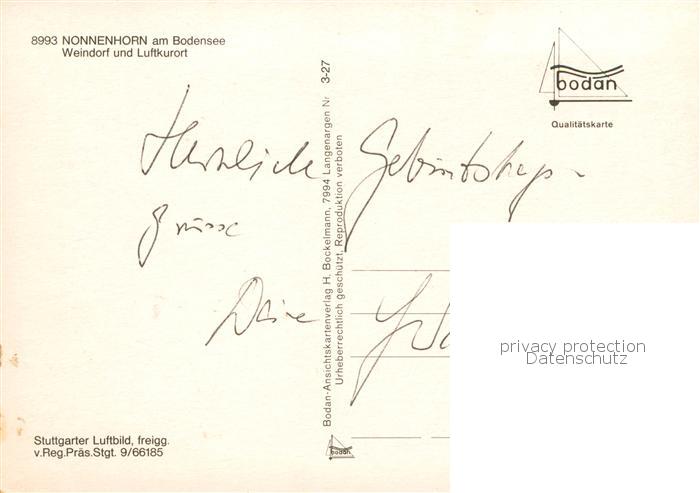 8993 NONNENHORN am Bodensee
Weindorf und Luftkurort
bodan
Qualitätskarte
Herzliche Geburtstags-
grüsse
Deine
Bodan-Ansichtskartenverlag H. Bockelmann, 7994 Langenargen Nr 3-27
Urheberrechtlich geschützt. Reproduktion verboten
privacy protection
Datenschutz
Stuttgarter Luftbild, freigg.
v.Reg.Präs.Stgt. 9/66185
bodan